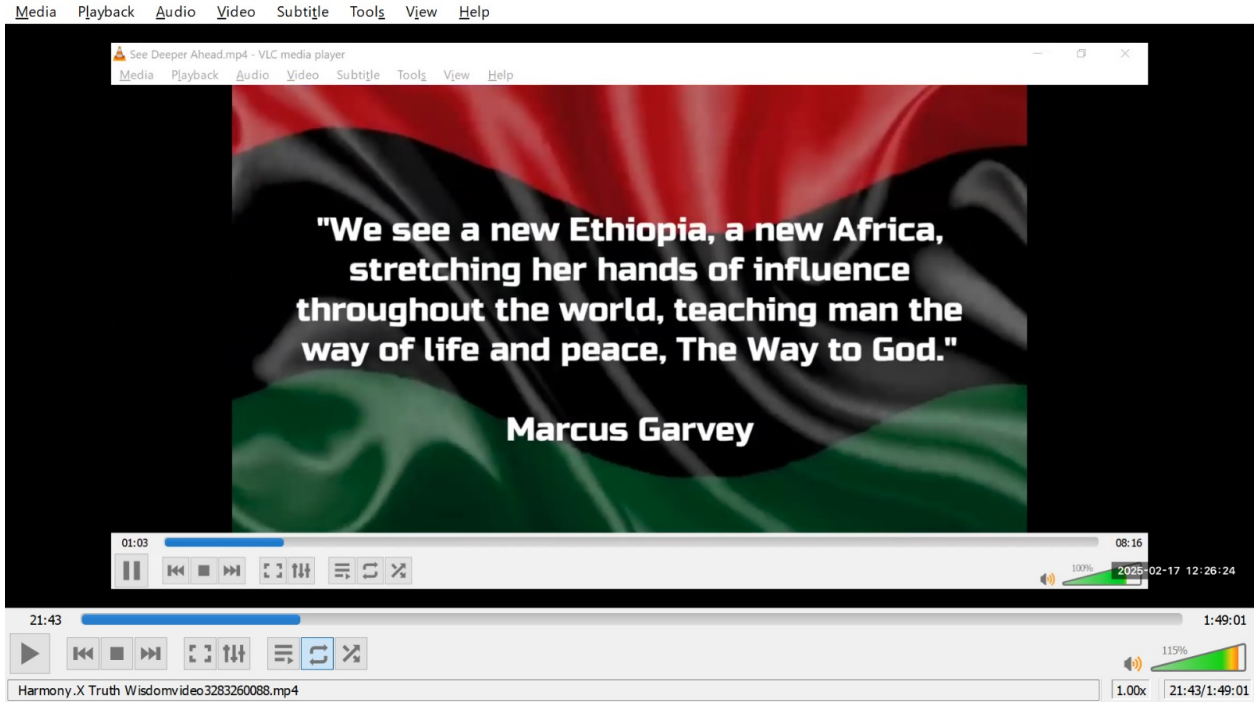 Media Playback Audio Video Subtitle Tools View Help
See Deeper Ahead.mp4 - VLC media player
Media Playback Audio Video Subtitle Tools View Help
"We see a new Ethiopia, a new Africa,
stretching her hands of influence
throughout the world, teaching man the
way of life and peace, The Way to God."
Marcus Garvey
01:03 08:16
100%
2025-02-17 12:26:24
21:43 1:49:01
115%
Harmony.X Truth Wisdomvideo3283260088.mp4 1.00x 21:43/1:49:01